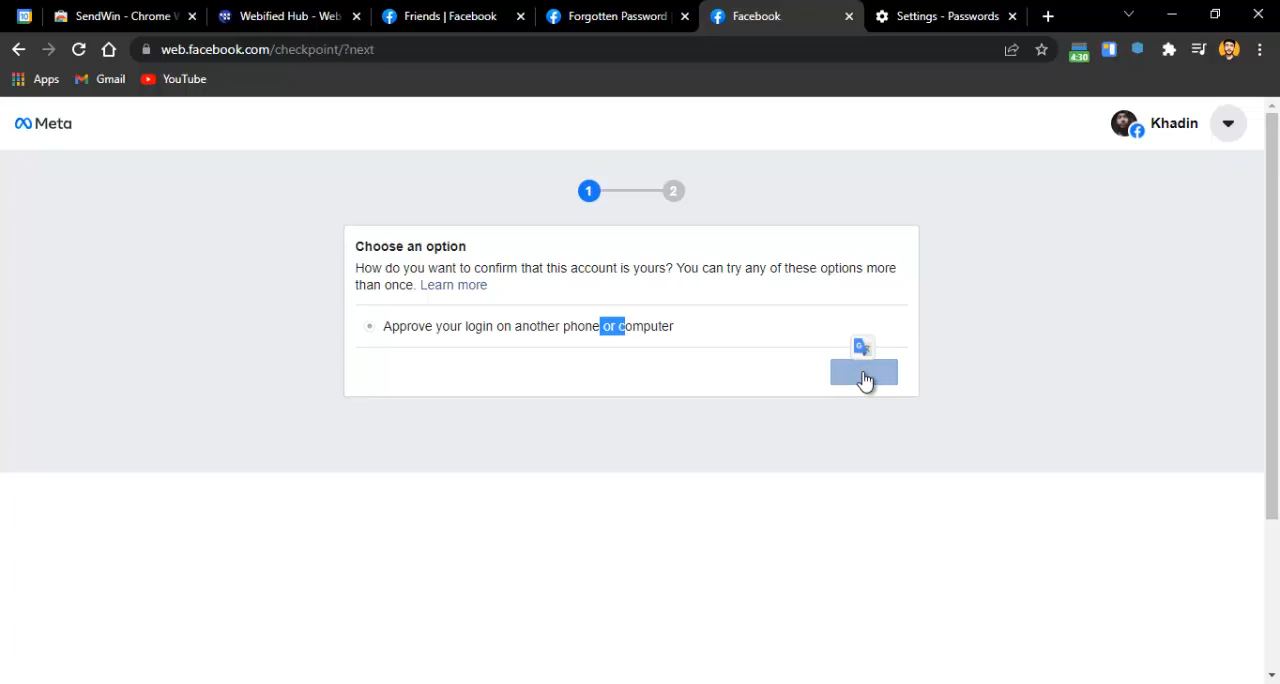 SendWin - Chrome W
Webified Hub - Web
Friends | Facebook
Forgotten Password
Facebook
Settings - Passwords
web.facebook.com/checkpoint/?next
4:30
Apps
Gmail
YouTube
Meta
Khadin
1
2
Choose an option
How do you want to confirm that this account is yours? You can try any of these options more
than once. Learn more
Approve your login on another phone or computer